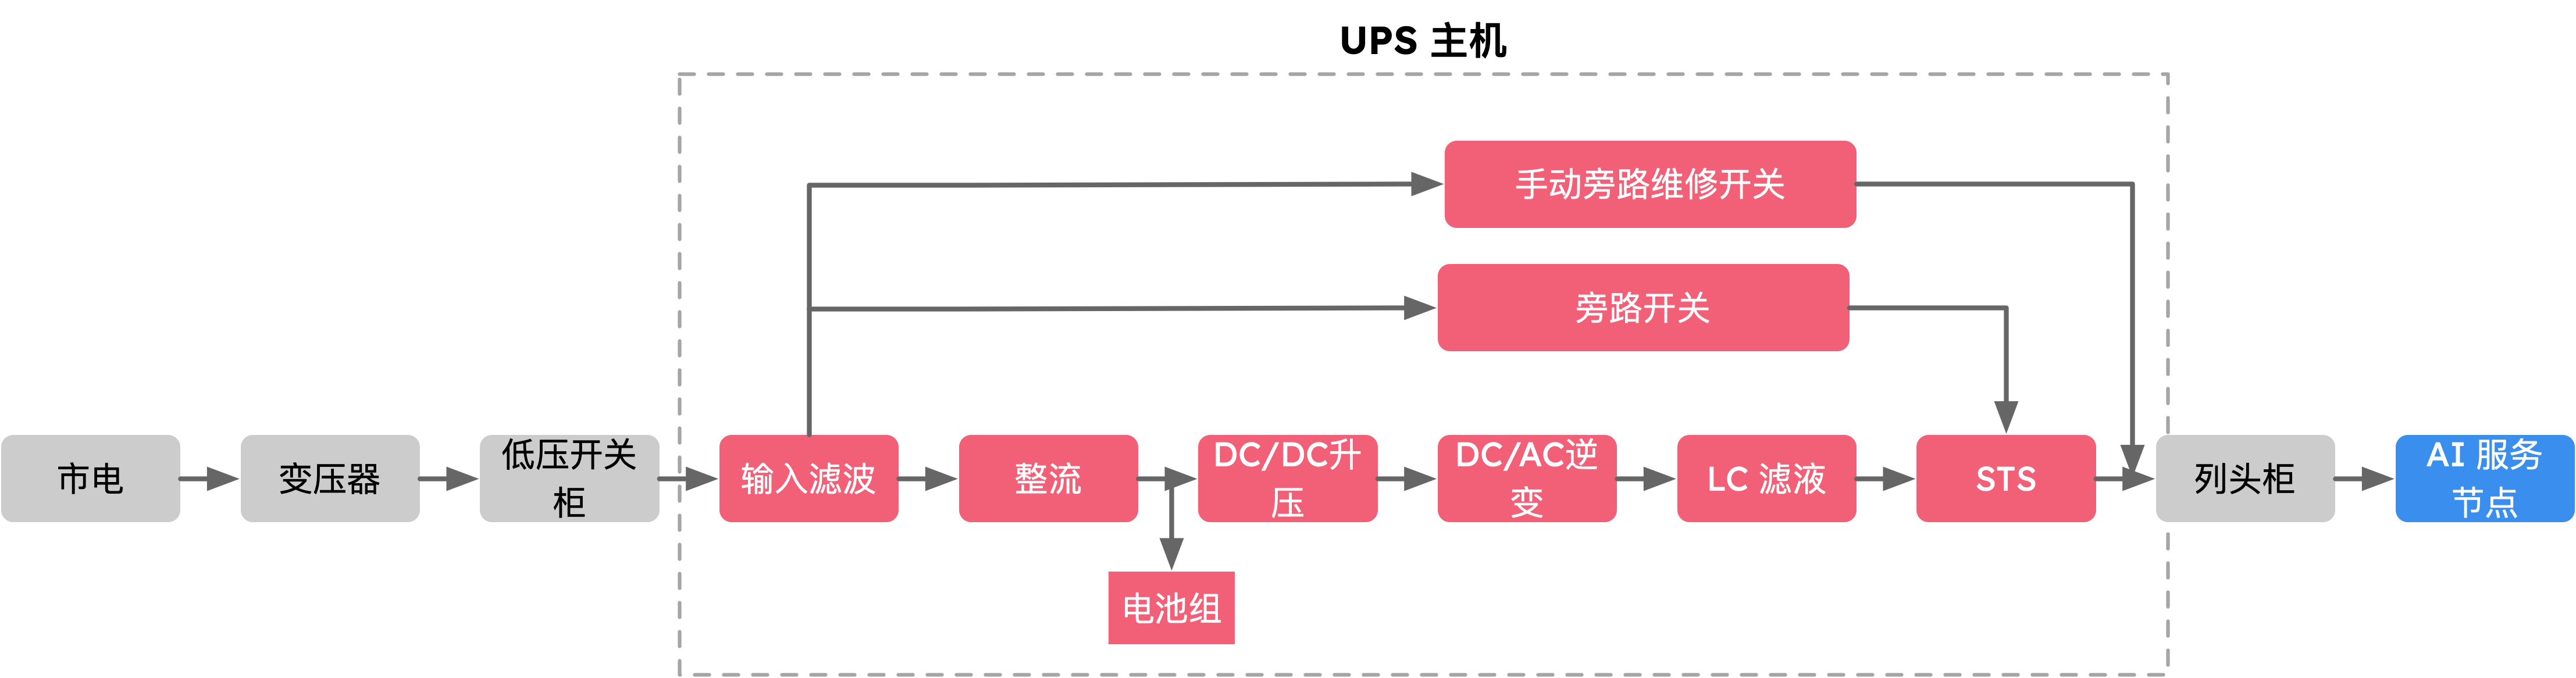 UPS 主机
手动旁路维修开关
旁路开关
市电
变压器
低压开关
柜
输入滤波
整流
DC/DC升
压
DC/AC逆
变
LC 滤液
STS
列头柜
AI 服务
节点
电池组